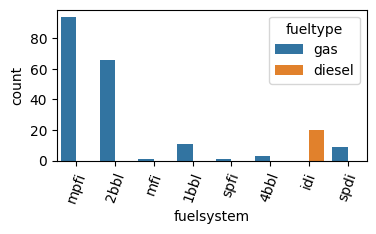 fueltype
gas
diesel
80
60
40
20
0
count
mpfi 2bbl mfi 1bbl spfi 4bbl idi spdi
fuelsystem